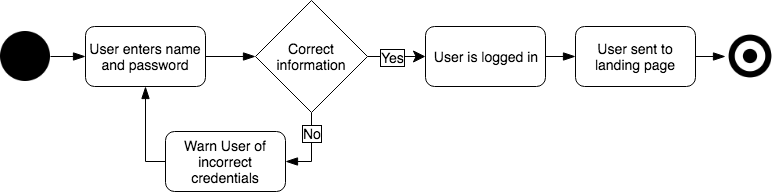 User enters name
and password
Correct
information
Yes
User is logged in
User sent to
landing page
No
Warn User of
incorrect
credentials